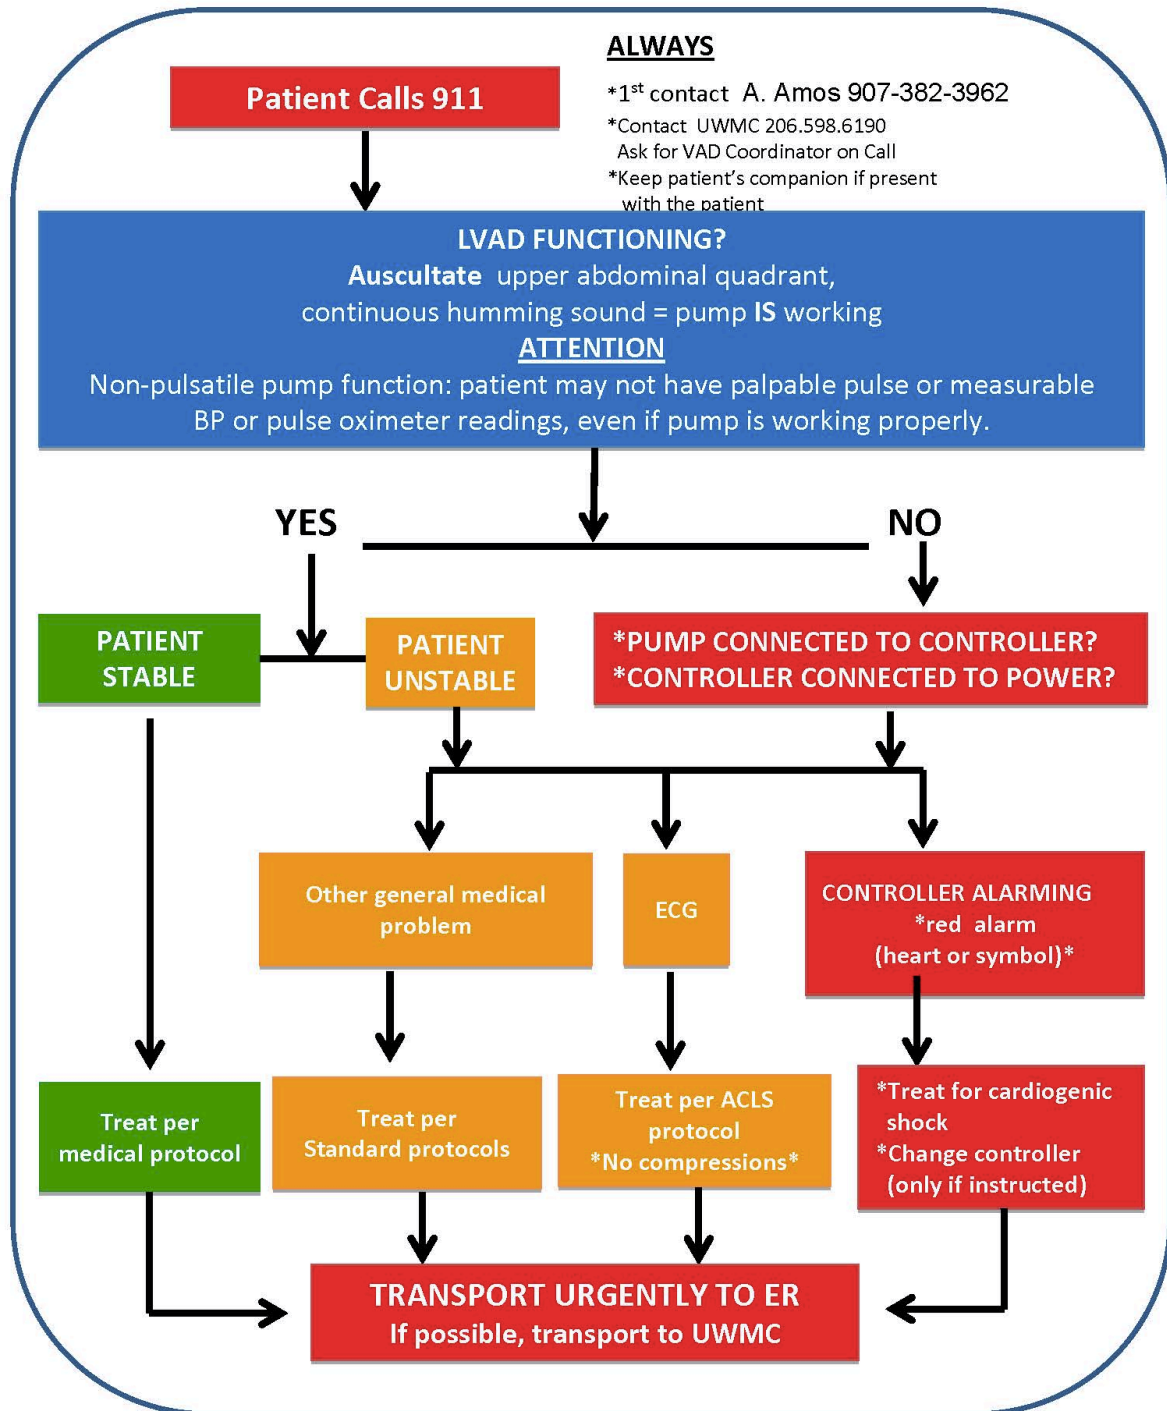 ALWAYS
Patient Calls 911
*1st contact A. Amos 907-382-3962
*Contact UWMC 206.598.6190
Ask for VAD Coordinator on Call
*Keep patient's companion if present
with the patient
LVAD FUNCTIONING?
Auscultate upper abdominal quadrant,
continuous humming sound = pump IS working
ATTENTION
Non-pulsatile pump function: patient may not have palpable pulse or measurable
BP or pulse oximeter readings, even if pump is working properly.
YES
NO
PATIENT
STABLE
PATIENT
UNSTABLE
*PUMP CONNECTED TO CONTROLLER?
*CONTROLLER CONNECTED TO POWER?
Other general medical
problem
ECG
CONTROLLER ALARMING
*red alarm
(heart or symbol)*
Treat per
medical protocol
Treat per
Standard protocols
Treat per ACLS
protocol
*No compressions*
*Treat for cardiogenic
shock
*Change controller
(only if instructed)
TRANSPORT URGENTLY TO ER
If possible, transport to UWMC